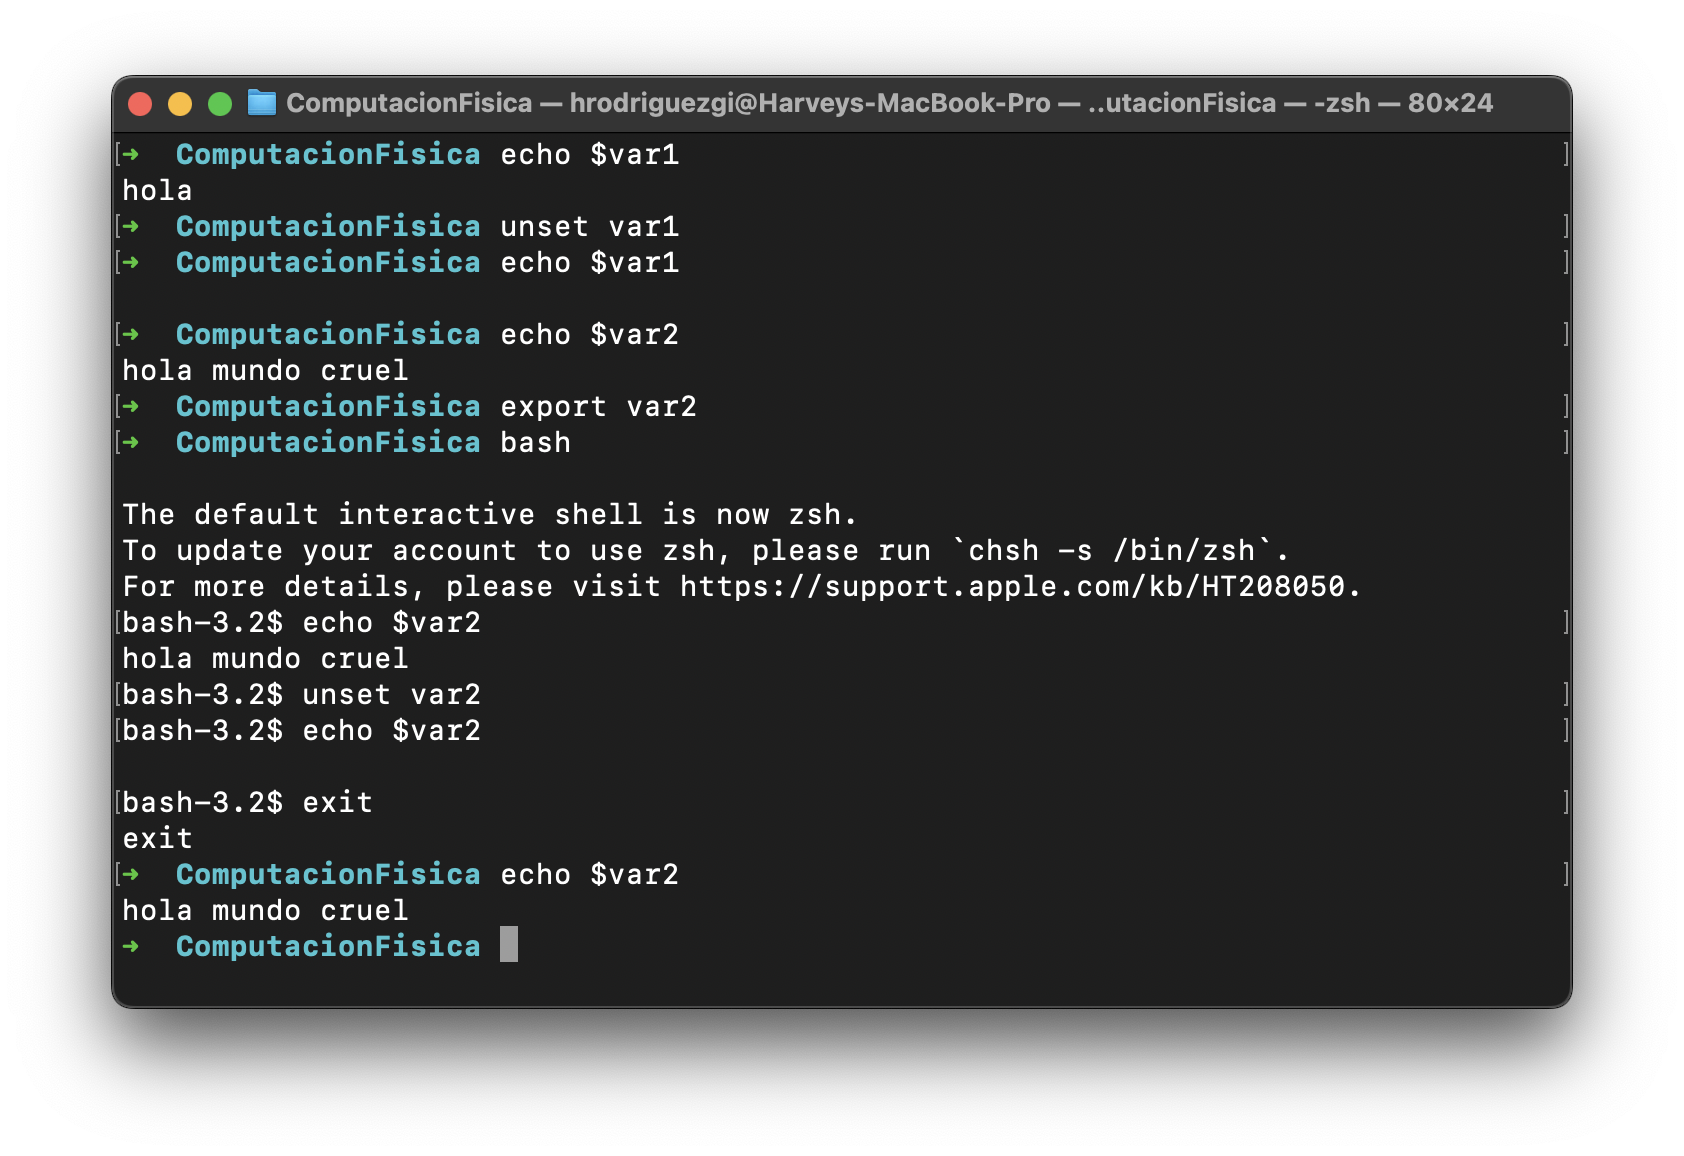 ComputacionFisica — hrodriguezgi@Harveys-MacBook-Pro — ..utacionFisica — -zsh — 80×24
[➜  ComputacionFisica echo $var1 ]
hola
[➜  ComputacionFisica unset var1 ]
[➜  ComputacionFisica echo $var1 ]

[➜  ComputacionFisica echo $var2 ]
hola mundo cruel
[➜  ComputacionFisica export var2 ]
[➜  ComputacionFisica bash ]

The default interactive shell is now zsh.
To update your account to use zsh, please run `chsh -s /bin/zsh`.
For more details, please visit https://support.apple.com/kb/HT208050.
[bash-3.2$ echo $var2 ]
hola mundo cruel
[bash-3.2$ unset var2 ]
[bash-3.2$ echo $var2 ]

[bash-3.2$ exit ]
exit
[➜  ComputacionFisica echo $var2 ]
hola mundo cruel
➜  ComputacionFisica